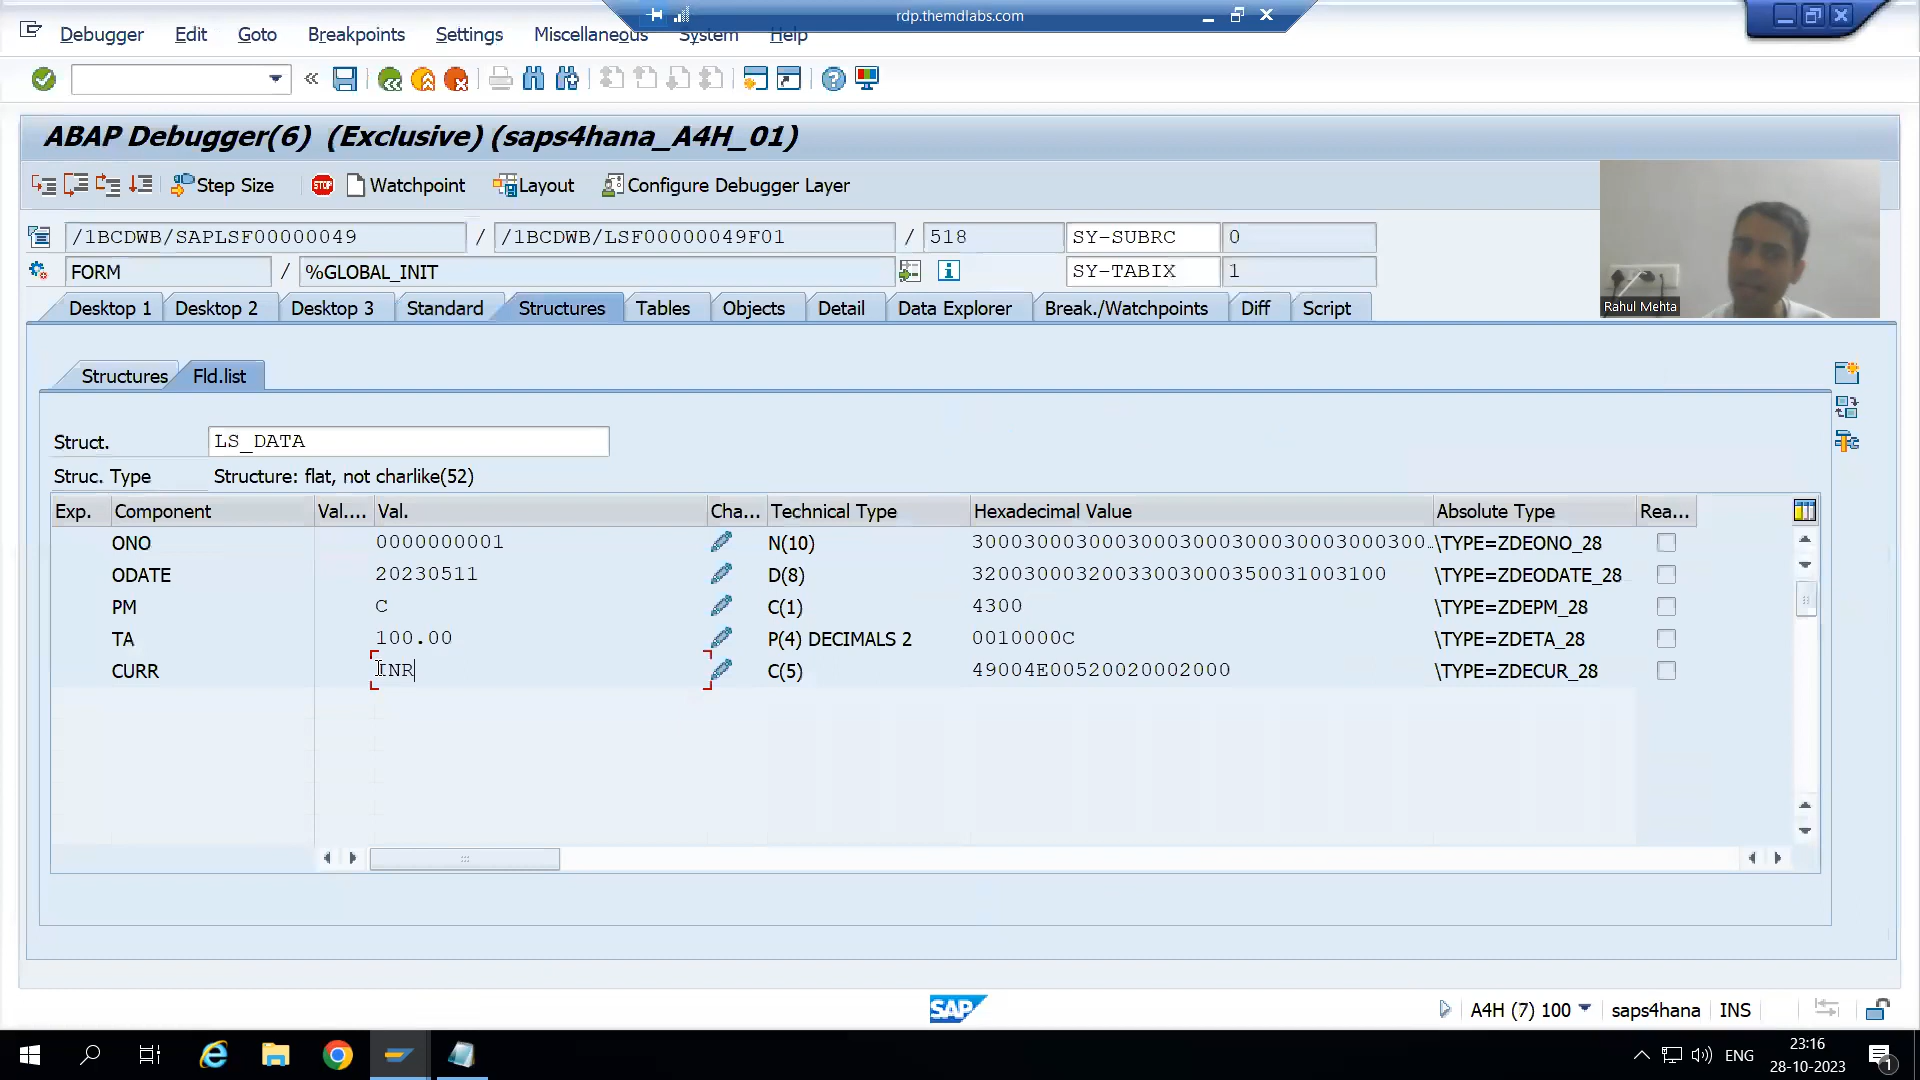 rdp.themdlabs.com
Debugger Edit Goto Breakpoints Settings Miscellaneous System Help
ABAP Debugger(6) (Exclusive) (saps4hana_A4H_01)
Step Size STOP Watchpoint Layout Configure Debugger Layer
/1BCDWB/SAPLSF00000049 / /1BCDWB/LSF00000049F01 / 518 SY-SUBRC 0
FORM / %GLOBAL_INIT SY-TABIX 1
Rahul Mehta
Desktop 1 Desktop 2 Desktop 3 Standard Structures Tables Objects Detail Data Explorer Break./Watchpoints Diff Script
Structures Fld.list
Struct. LS_DATA
Struc. Type Structure: flat, not charlike(52)
Exp. Component Val.... Val. Cha... Technical Type Hexadecimal Value Absolute Type Rea...
ONO 0000000001 N(10) 300030003000300030003000300030003000300... \TYPE=ZDEONO_28
ODATE 20230511 D(8) 32003000320033003000350031003100 \TYPE=ZDEODATE_28
PM C C(1) 4300 \TYPE=ZDEPM_28
TA 100.00 P(4) DECIMALS 2 0010000C \TYPE=ZDETA_28
CURR INR C(5) 49004E00520020002000 \TYPE=ZDECUR_28
SAP A4H (7) 100 saps4hana INS
ENG 23:16
28-10-2023
1